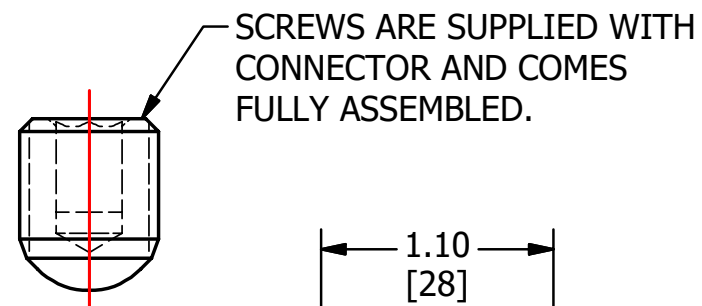 SCREWS ARE SUPPLIED WITH
CONNECTOR AND COMES
FULLY ASSEMBLED.
1.10
[28]